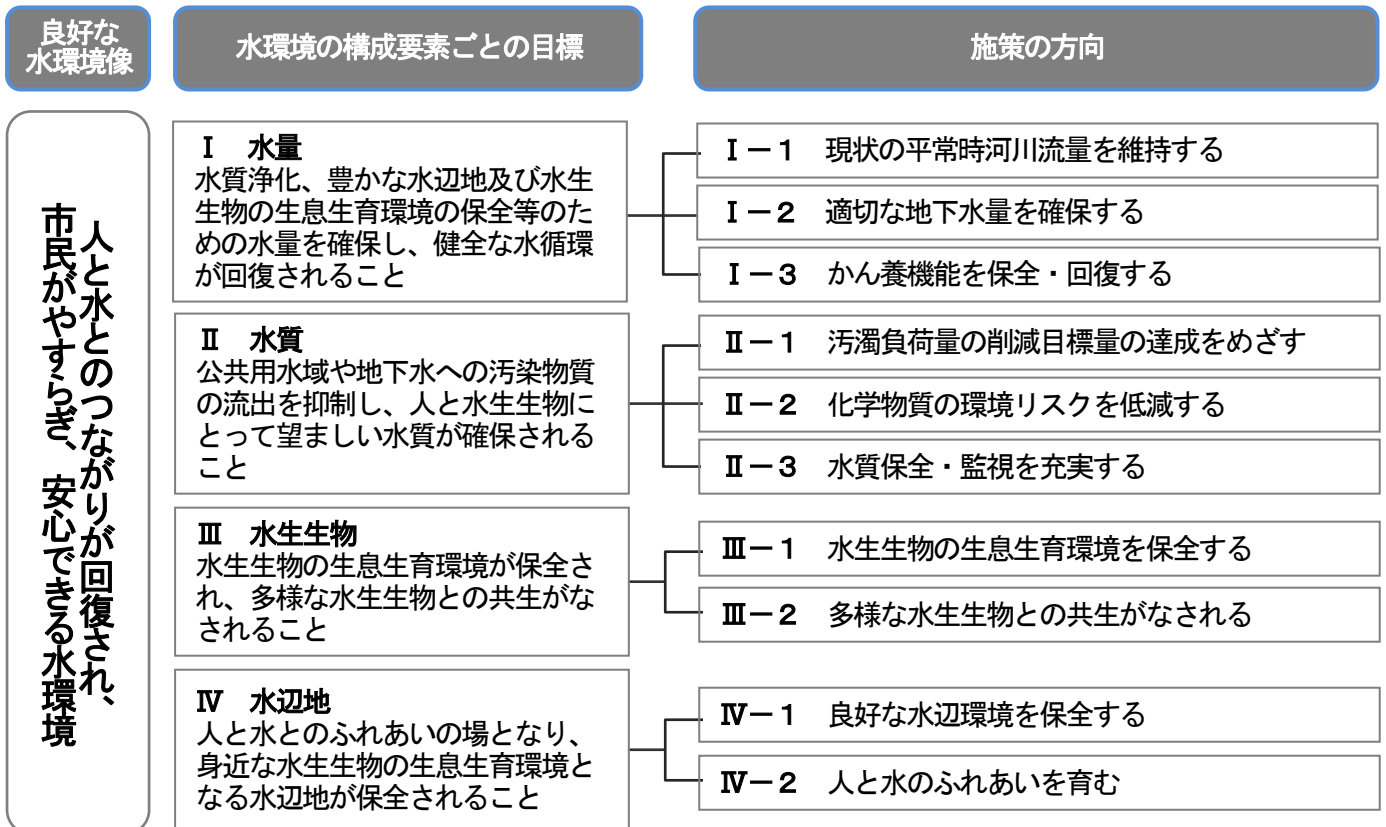 良好な
水環境像
水環境の構成要素ごとの目標
施策の方向
人と水とのつながりが回復され、
市民がやすらぎ、安心できる水環境
Ⅰ　水量
水質浄化、豊かな水辺地及び水生
生物の生息生育環境の保全等のた
めの水量を確保し、健全な水循環
が回復されること
Ⅰ－１　現状の平常時河川流量を維持する
Ⅰ－２　適切な地下水量を確保する
Ⅰ－３　かん養機能を保全・回復する
Ⅱ　水質
公共用水域や地下水への汚染物質
の流出を抑制し、人と水生生物に
とって望ましい水質が確保される
こと
Ⅱ－１　汚濁負荷量の削減目標量の達成をめざす
Ⅱ－２　化学物質の環境リスクを低減する
Ⅱ－３　水質保全・監視を充実する
Ⅲ　水生生物
水生生物の生息生育環境が保全さ
れ、多様な水生生物との共生がな
されること
Ⅲ－１　水生生物の生息生育環境を保全する
Ⅲ－２　多様な水生生物との共生がなされる
Ⅳ　水辺地
人と水とのふれあいの場となり、
身近な水生生物の生息生育環境と
なる水辺地が保全されること
Ⅳ－１　良好な水辺環境を保全する
Ⅳ－２　人と水のふれあいを育む